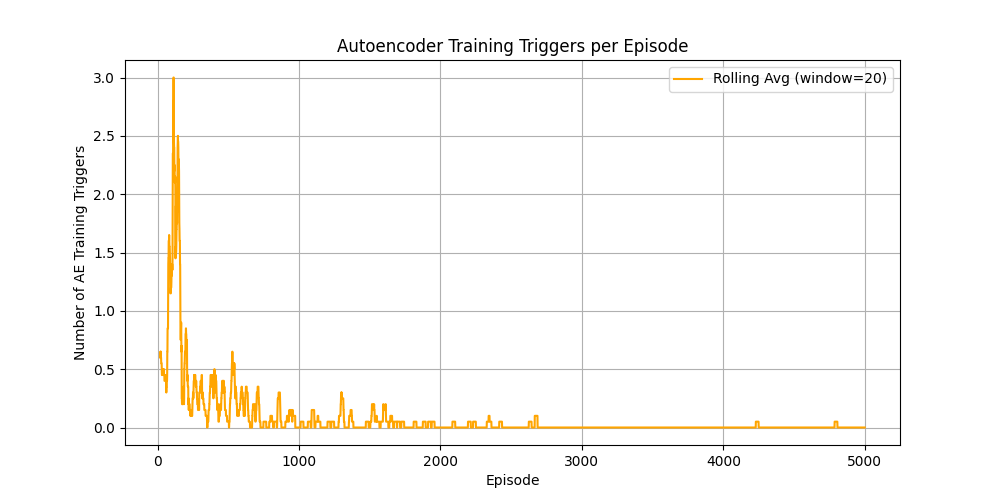 Autoencoder Training Triggers per Episode
Rolling Avg (window=20)
Number of AE Training Triggers
3.0
2.5
2.0
1.5
1.0
0.5
0.0
0 1000 2000 3000 4000 5000
Episode